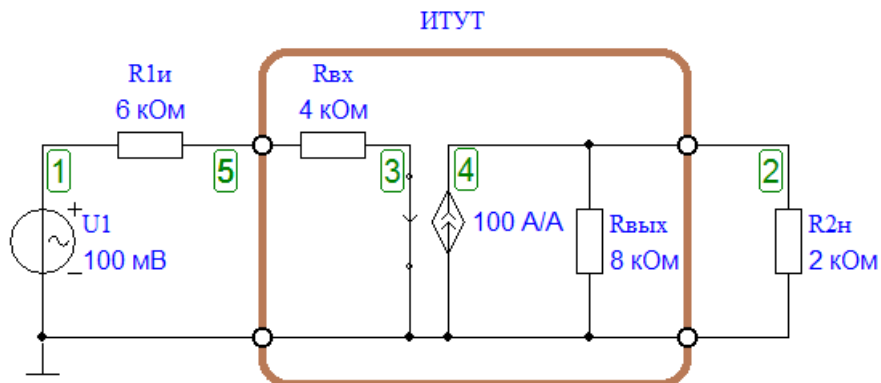 ИТУТ
R1и
6 кОм
Rвх
4 кОм
1
5
3
4
2
U1
100 мВ
100 А/А
Rвых
8 кОм
R2н
2 кОм